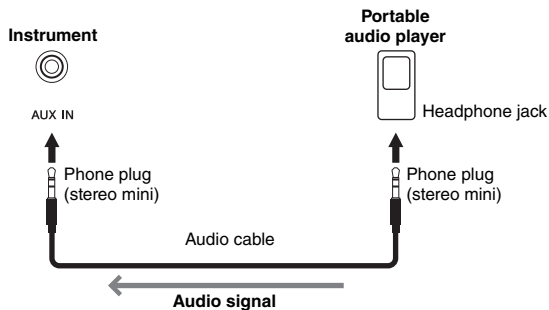 Instrument
Portable
audio player
AUX IN
Headphone jack
Phone plug
(stereo mini)
Phone plug
(stereo mini)
Audio cable
Audio signal